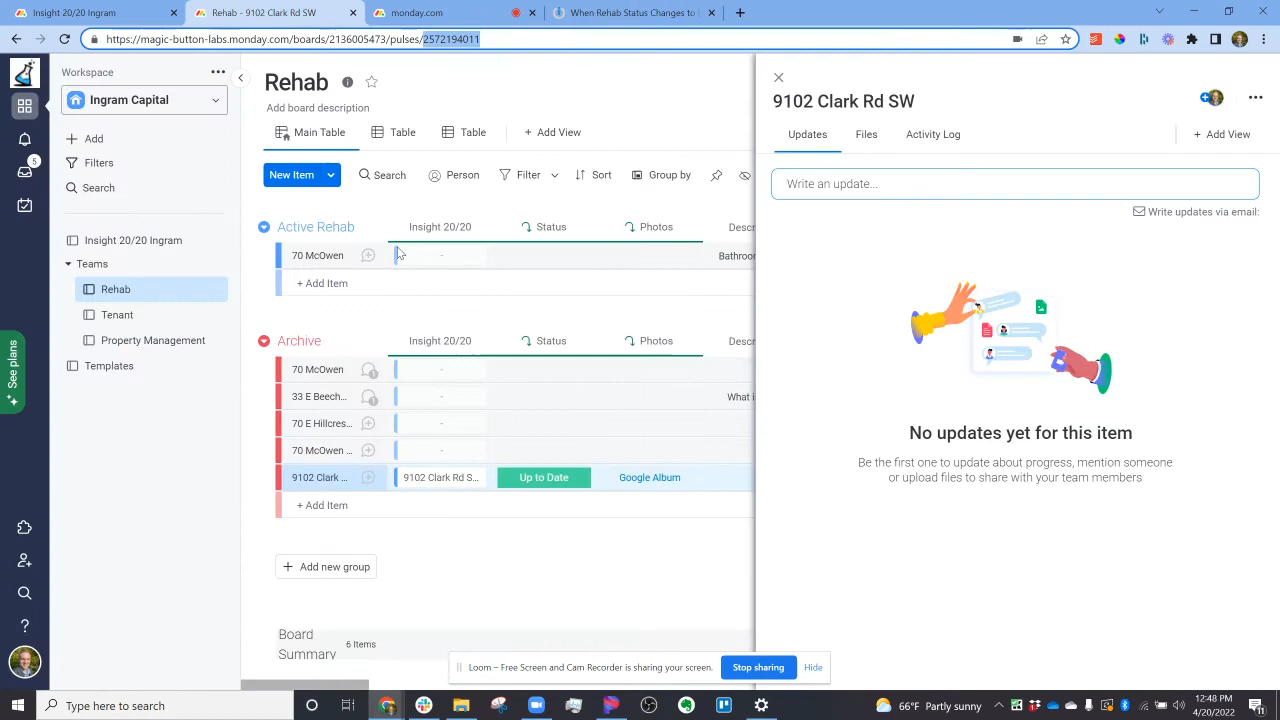 Insight 20/20 Ingram
Rehab - 9102 Clark Rd SW
monday.com
When Rehab Status Changes to
https://magic-button-labs.monday.com/boards/2136005473/pulses/2572194011
Workspace
Ingram Capital
Add
Filters
Search
Insight 20/20 Ingram
Teams
Rehab
Tenant
Property Management
Templates
5
See plans
Rehab
Add board description
Main Table
Table
Table
+ Add View
New Item
Search
Person
Filter
Sort
Group by
Active Rehab
Insight 20/20
Status
Photos
Descr
70 McOwen
-
Bathroom
+ Add Item
Archive
Insight 20/20
Status
Photos
Descr
70 McOwen
1
-
33 E Beech...
1
-
What i
70 E Hillcres...
-
70 McOwen ...
-
9102 Clark ...
9102 Clark Rd S...
Up to Date
Google Album
+ Add Item
+ Add new group
Board
Summary
6 Items
9102 Clark Rd SW
Updates
Files
Activity Log
+ Add View
Write an update...
Write updates via email:
No updates yet for this item
Be the first one to update about progress, mention someone
or upload files to share with your team members
Loom – Free Screen and Cam Recorder is sharing your screen.
Stop sharing
Hide
Type here to search
66°F Partly sunny
12:48 PM
4/20/2022